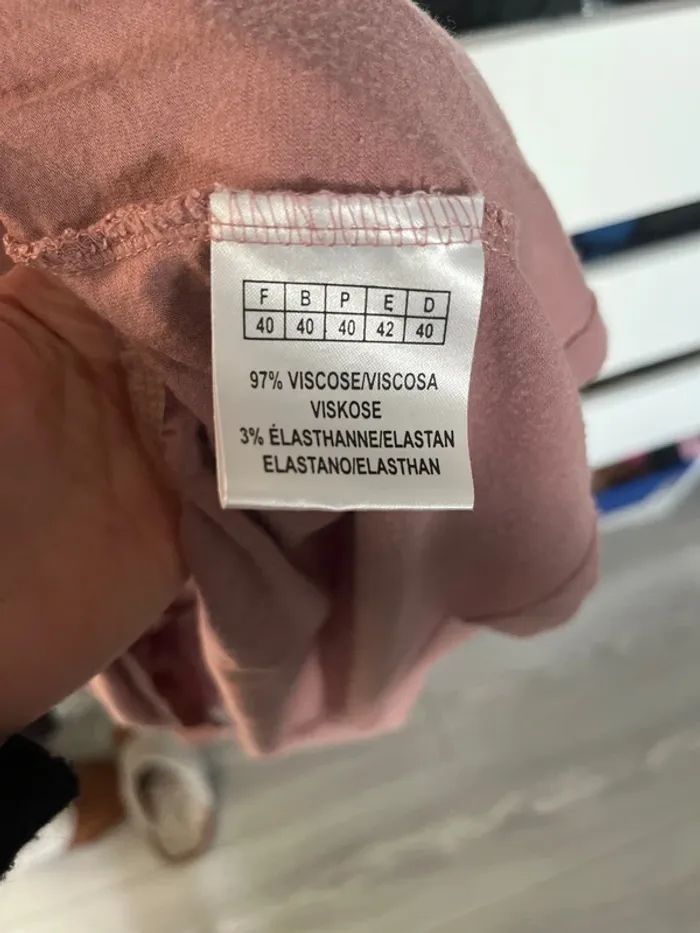 F B P E D
40 40 40 42 40
97% VISCOSE/VISCOSA
VISKOSE
3% ÉLASTHANNE/ELASTAN
ELASTANO/ELASTHAN